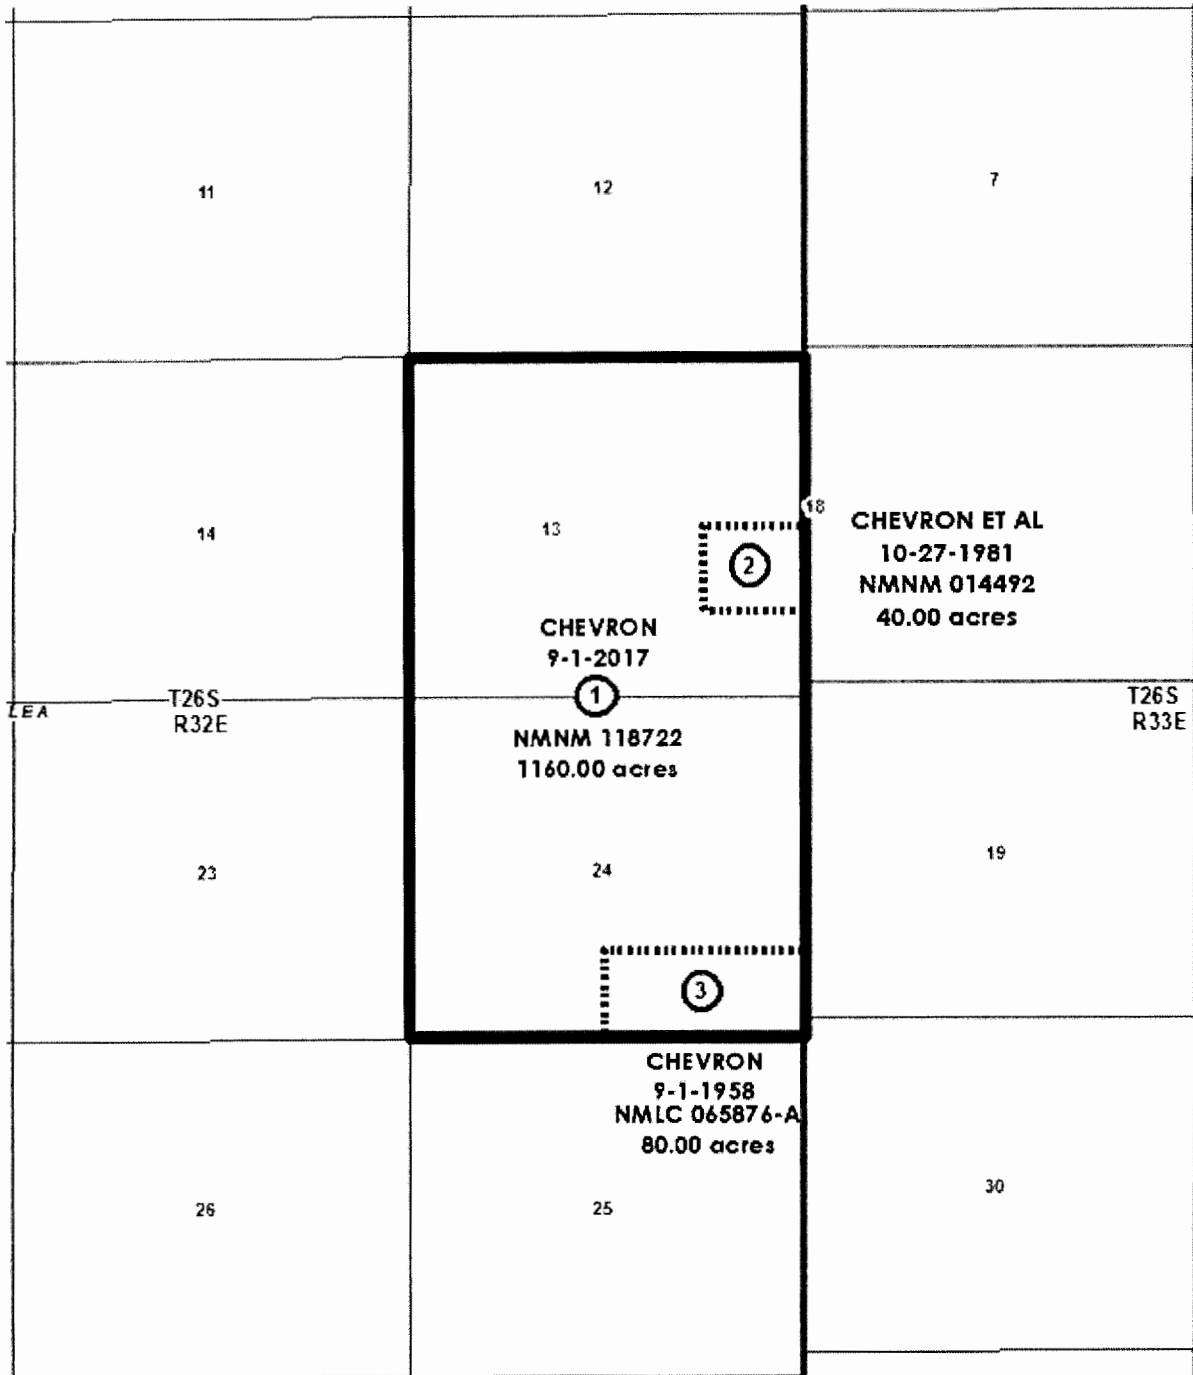 11
12
7
14
13
18
CHEVRON ET AL
10-27-1981
NMNM 014492
40.00 acres
2
CHEVRON
9-1-2017
1
NMNM 118722
1160.00 acres
LEA
T26S
R32E
T26S
R33E
23
24
19
3
CHEVRON
9-1-1958
NMLC 065876-A
80.00 acres
26
25
30